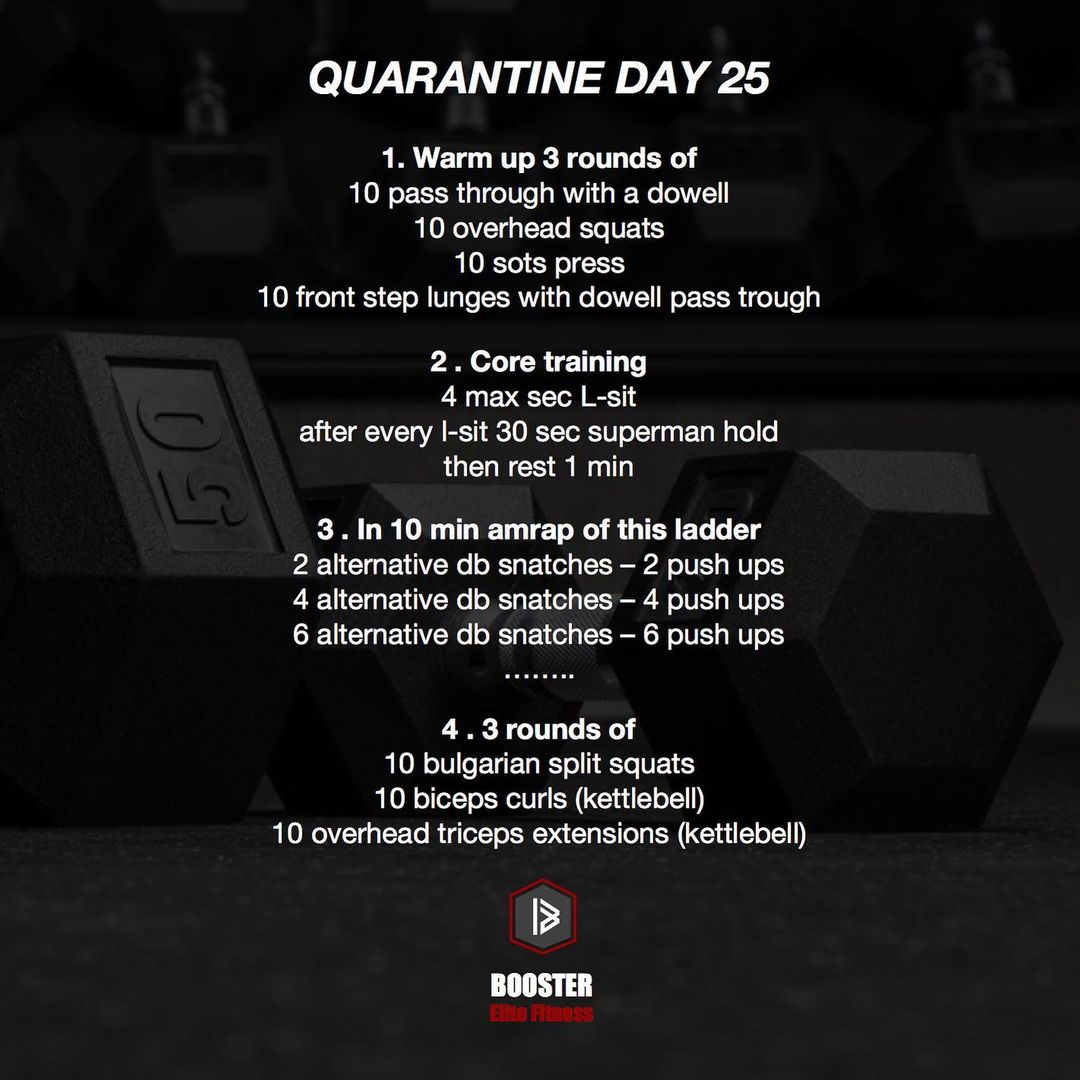 QUARANTINE DAY 25
1. Warm up 3 rounds of
10 pass through with a dowell
10 overhead squats
10 sots press
10 front step lunges with dowell pass trough
2 . Core training
4 max sec L-sit
after every l-sit 30 sec superman hold
then rest 1 min
3 . In 10 min amrap of this ladder
2 alternative db snatches – 2 push ups
4 alternative db snatches – 4 push ups
6 alternative db snatches – 6 push ups
........
4 . 3 rounds of
10 bulgarian split squats
10 biceps curls (kettlebell)
10 overhead triceps extensions (kettlebell)
50
BOOSTER
Elite Fitness